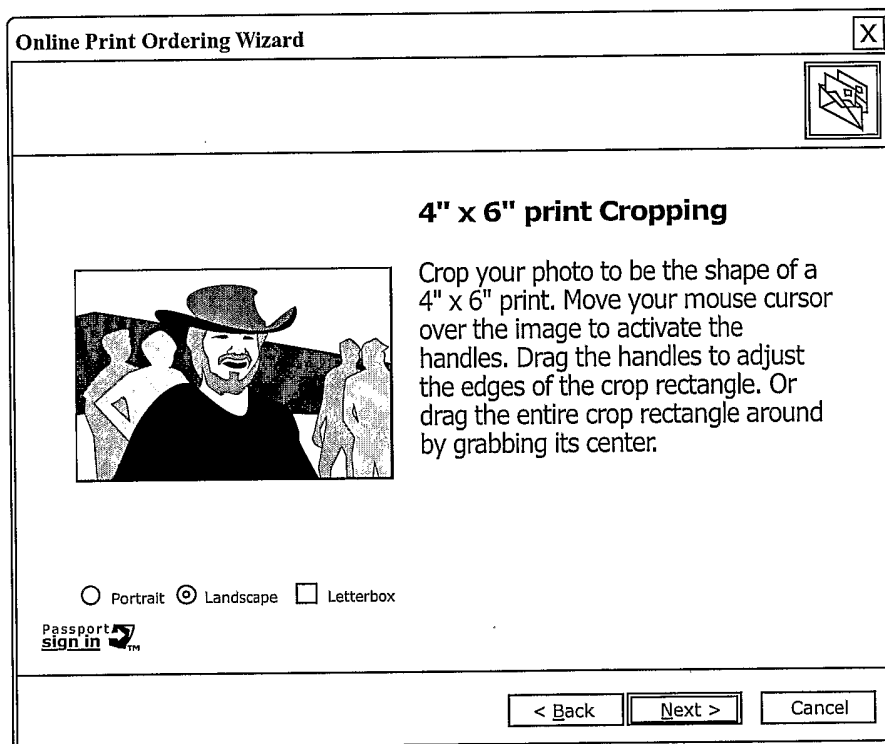 Online Print Ordering Wizard
X
4" x 6" print Cropping
Crop your photo to be the shape of a
4" x 6" print. Move your mouse cursor
over the image to activate the
handles. Drag the handles to adjust
the edges of the crop rectangle. Or
drag the entire crop rectangle around
by grabbing its center.
Portrait Landscape Letterbox
Passport
sign in TM
< Back Next > Cancel